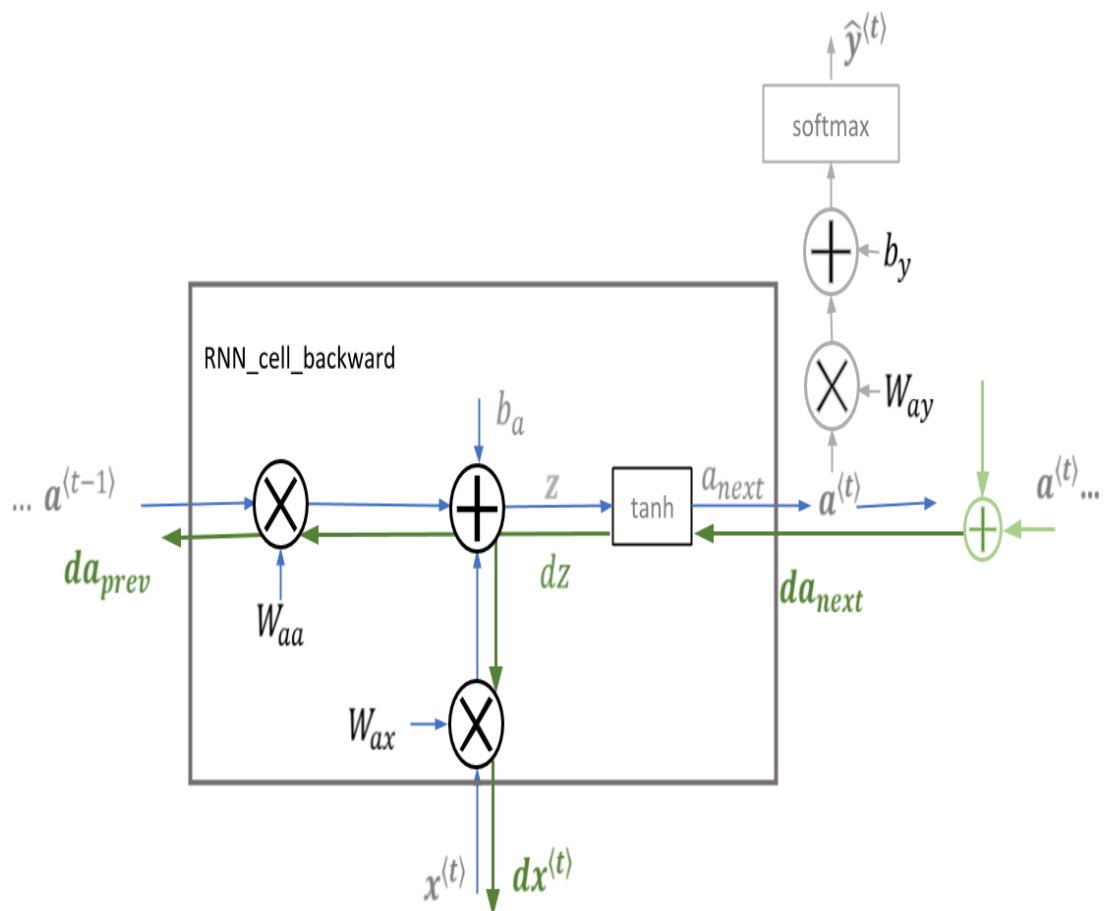 ŷ⟨t⟩
softmax
b_y
RNN_cell_backward
W_ay
b_a
... a⟨t−1⟩
z
tanh
a_next
a⟨t⟩
a⟨t⟩...
da_prev
dz
da_next
W_aa
W_ax
x⟨t⟩
dx⟨t⟩